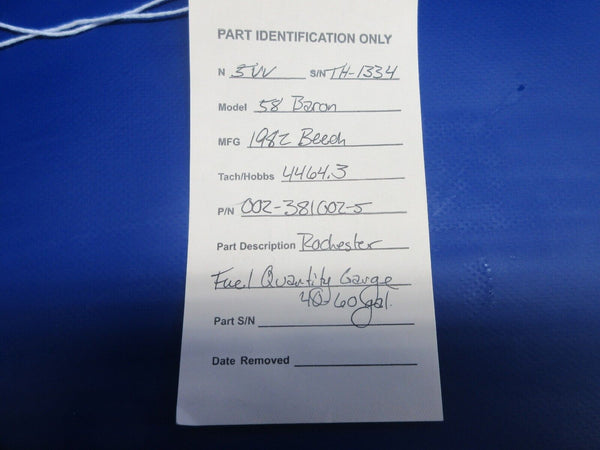 PART IDENTIFICATION ONLY
N 3VV S/N TH-1334
Model 58 Baron
MFG 1982 Beech
Tach/Hobbs 4464.3
P/N 002-381002-5
Part Description Rochester
Fuel Quantity Gauge
40-60 gal.
Part S/N
Date Removed